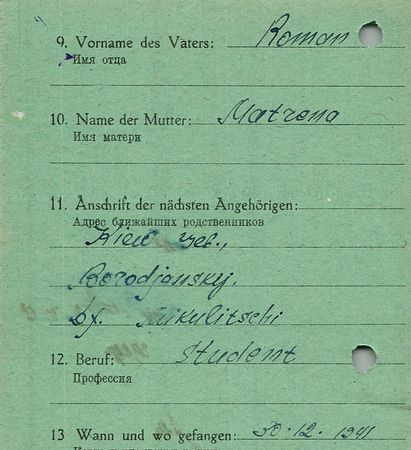 9. Vorname des Vaters: Roman
Имя отца
10. Name der Mutter: Matrena
Имя матери
11. Anschrift der nächsten Angehörigen:
Адрес ближайших родственников
Kiew Geb.,
Borodjansky.
Mikulitschi
12. Beruf: Student
Профессия
13 Wann und wo gefangen: 30.12.1941